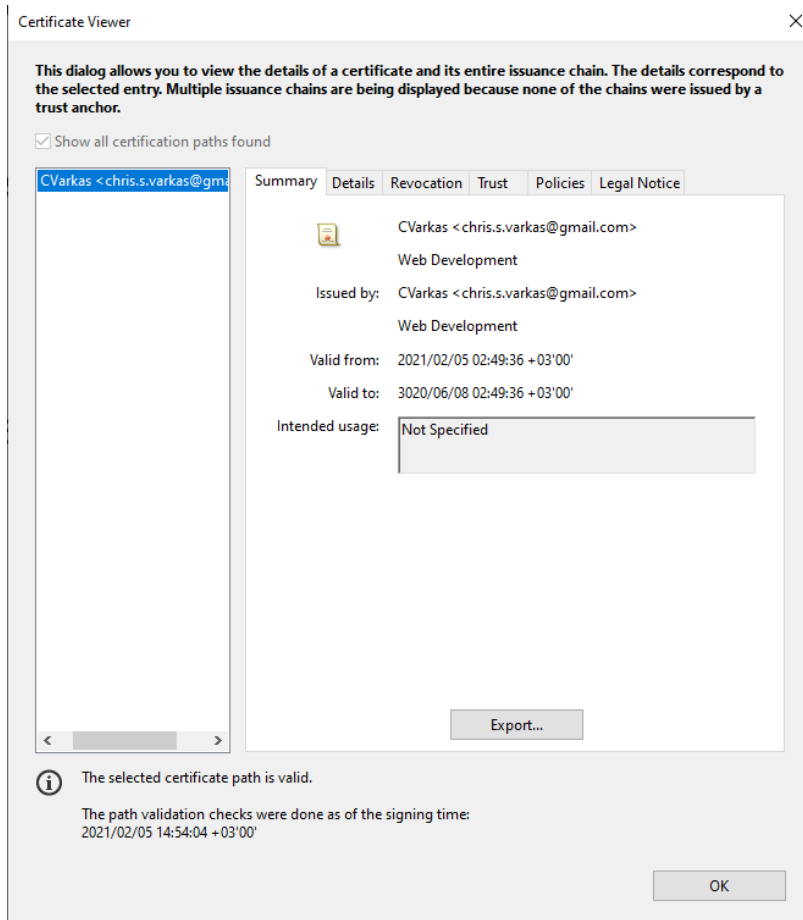 Certificate Viewer
This dialog allows you to view the details of a certificate and its entire issuance chain. The details correspond to
the selected entry. Multiple issuance chains are being displayed because none of the chains were issued by a
trust anchor.
Show all certification paths found
CVarkas <chris.s.varkas@gma
Summary Details Revocation Trust Policies Legal Notice
CVarkas <chris.s.varkas@gmail.com>
Web Development
Issued by: CVarkas <chris.s.varkas@gmail.com>
Web Development
Valid from: 2021/02/05 02:49:36 +03'00'
Valid to: 3020/06/08 02:49:36 +03'00'
Intended usage: Not Specified
Export...
The selected certificate path is valid.
The path validation checks were done as of the signing time:
2021/02/05 14:54:04 +03'00'
OK